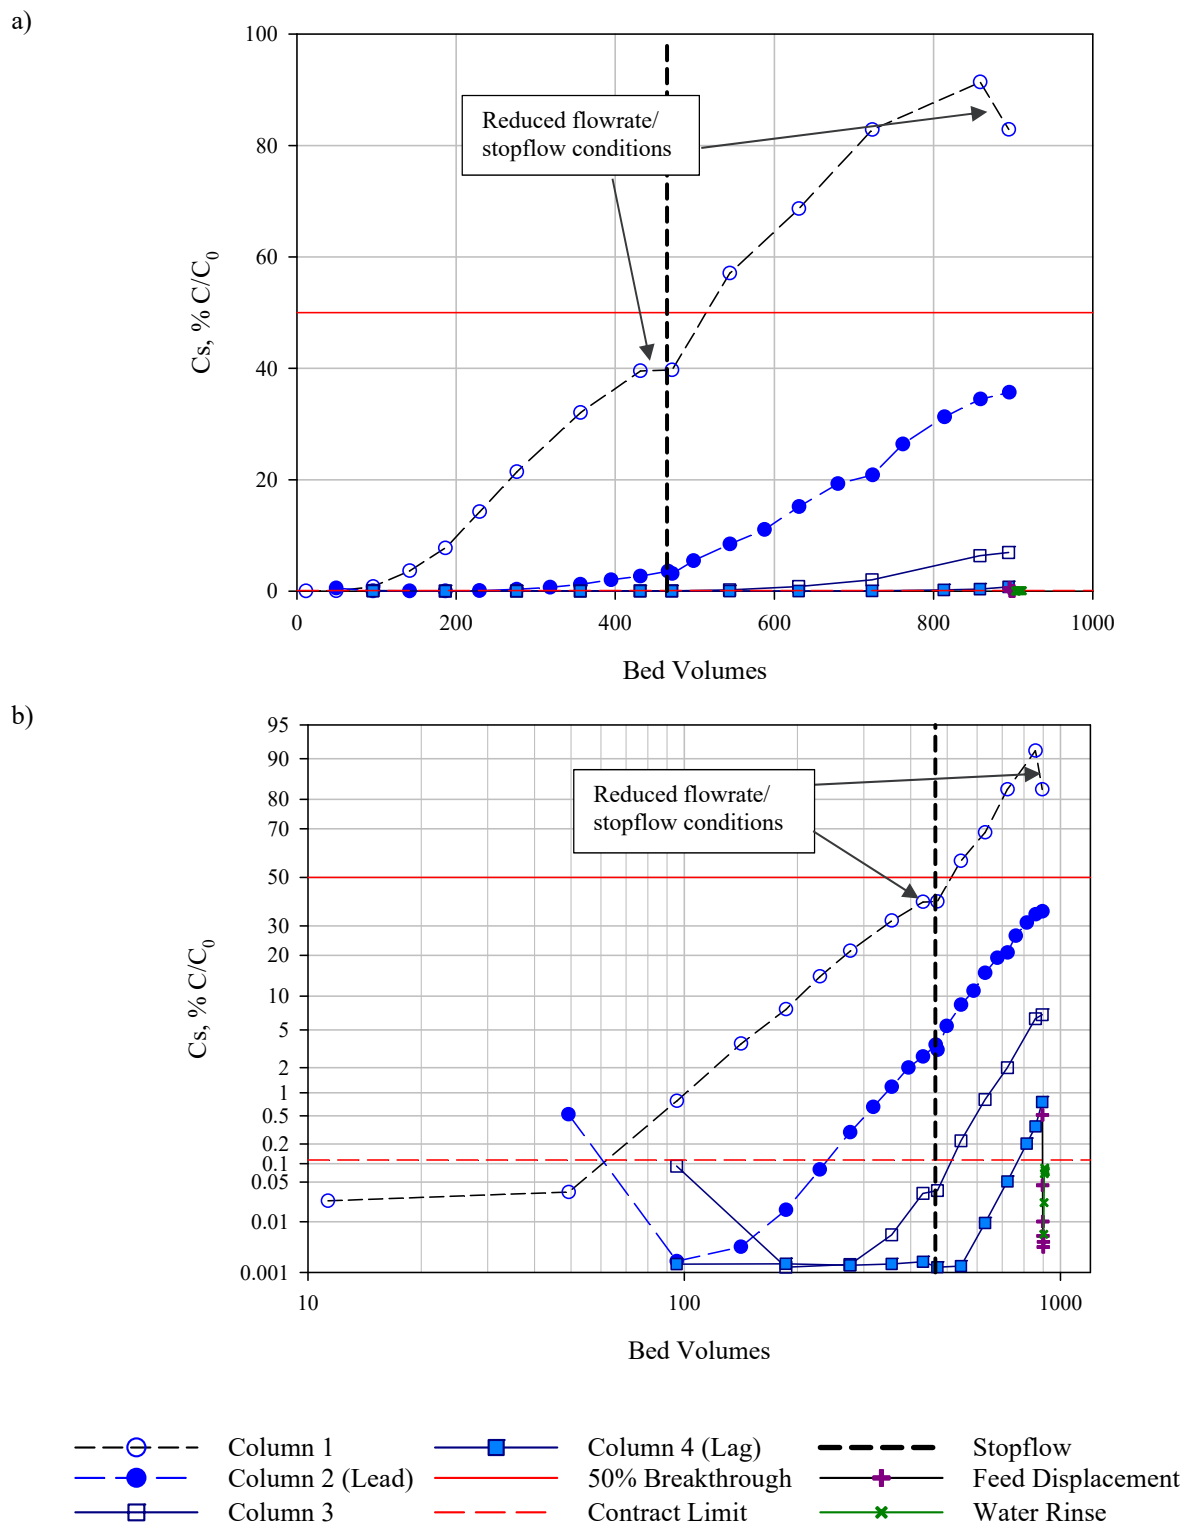 a)
100
80
60
40
20
0
Cs, % C/C0
Reduced flowrate/
stopflow conditions
0 200 400 600 800 1000
Bed Volumes
b)
95
90
80
70
50
30
20
10
5
2
1
0.5
0.2
0.1
0.05
0.01
0.001
Cs, % C/C0
Reduced flowrate/
stopflow conditions
10 100 1000
Bed Volumes
Column 1 Column 4 (Lag) Stopflow
Column 2 (Lead) 50% Breakthrough Feed Displacement
Column 3 Contract Limit Water Rinse